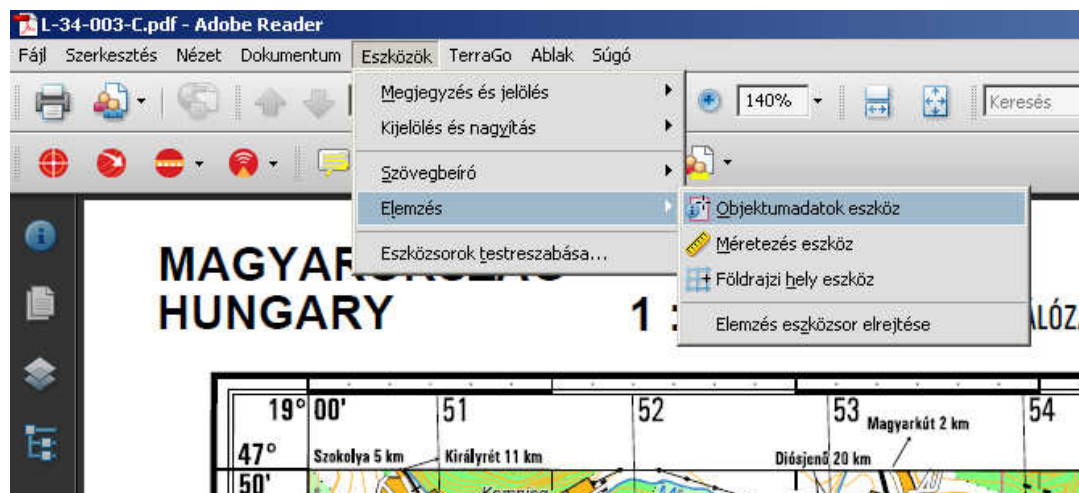 L-34-003-C.pdf - Adobe Reader
Fájl Szerkesztés Nézet Dokumentum Eszközök TerraGo Ablak Súgó
Megjegyzés és jelölés
140%
Keresés
Kijelölés és nagyítás
Szövegbeíró
Elemzés
Objektumadatok eszköz
Méretezés eszköz
Földrajzi hely eszköz
Elemzés eszközsor elrejtése
Eszközsorok testreszabása...
HUNGARY
1 :
19° 00' 51 52 53 54
Magyarkút 2 km
47° Szokolya 5 km Királyrét 11 km Diósjenő 20 km
50'